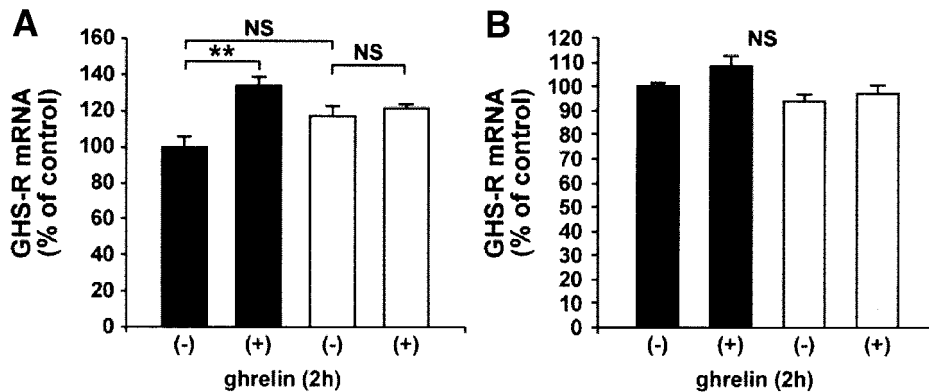 A
GHS-R mRNA
(% of control)
160
140
120
100
80
60
40
20
0
NS
**
NS
(-) (+) (-) (+)
ghrelin (2h)
B
GHS-R mRNA
(% of control)
120
110
100
90
80
70
60
50
40
30
20
10
0
NS
(-) (+) (-) (+)
ghrelin (2h)